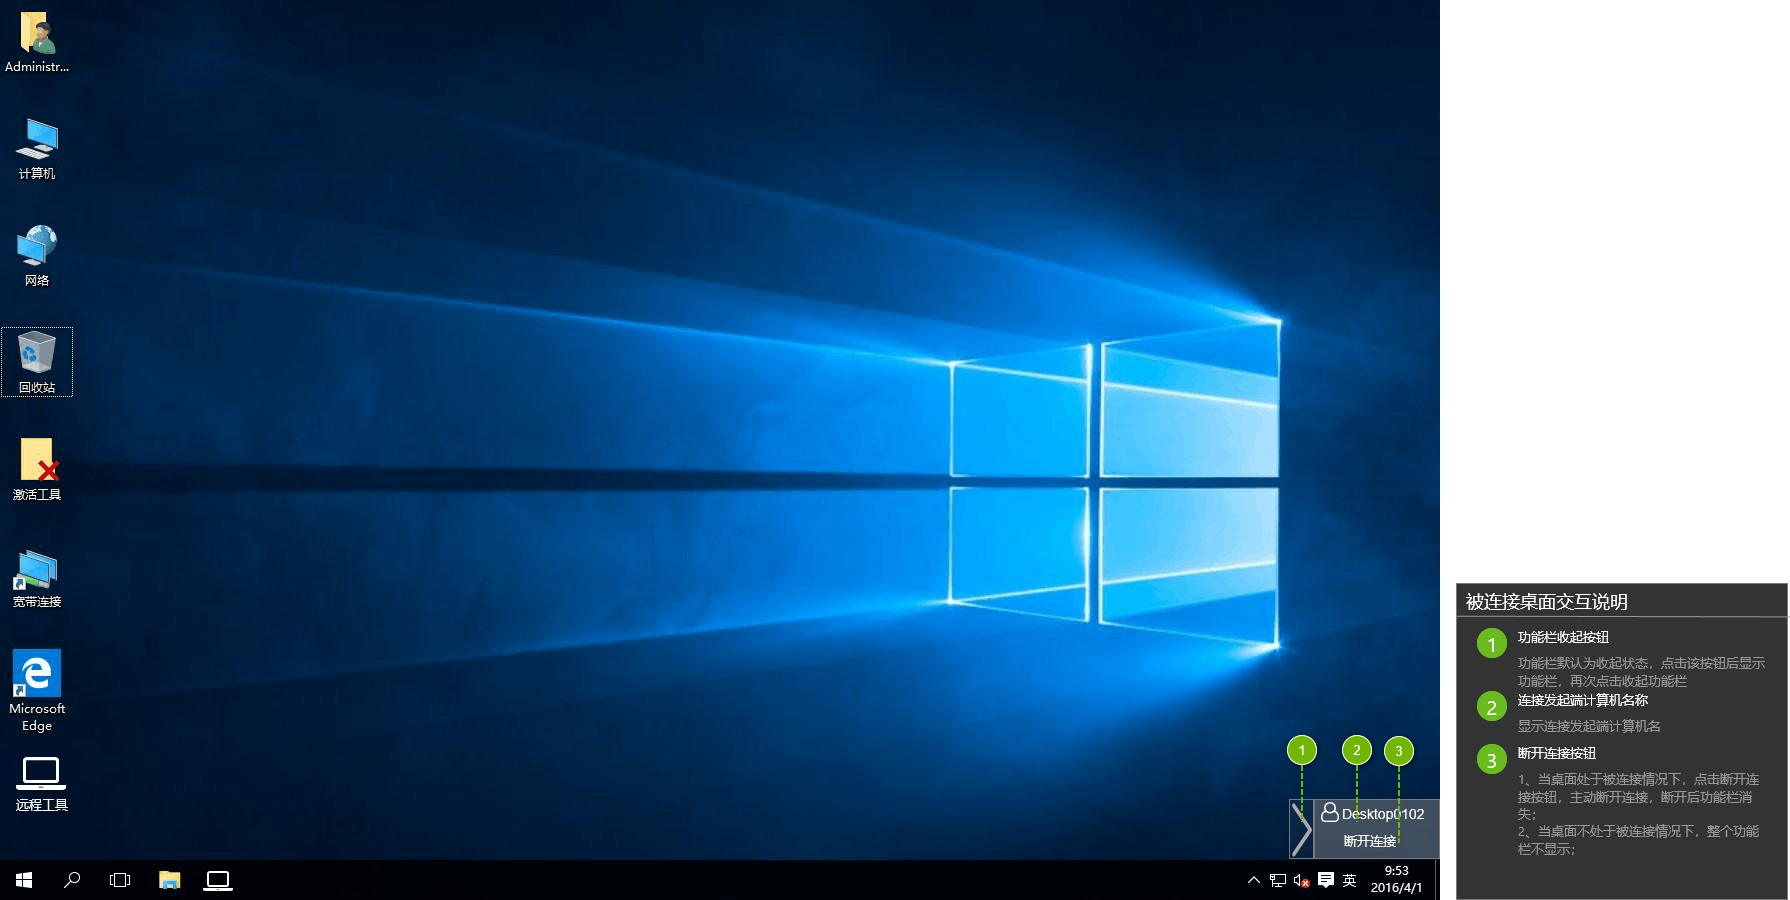 Administr...
计算机
网络
回收站
激活工具
宽带连接
Microsoft
Edge
远程工具
1
2
3
Desktop0102
断开连接
英
9:53
2016/4/1
被连接桌面交互说明
1
功能栏收起按钮
功能栏默认为收起状态，点击该按钮后显示
功能栏，再次点击收起功能栏
2
连接发起端计算机名称
显示连接发起端计算机名
3
断开连接按钮
1、当桌面处于被连接情况下，点击断开连
接按钮，主动断开连接，断开后功能栏消
失；
2、当桌面不处于被连接情况下，整个功能
栏不显示；